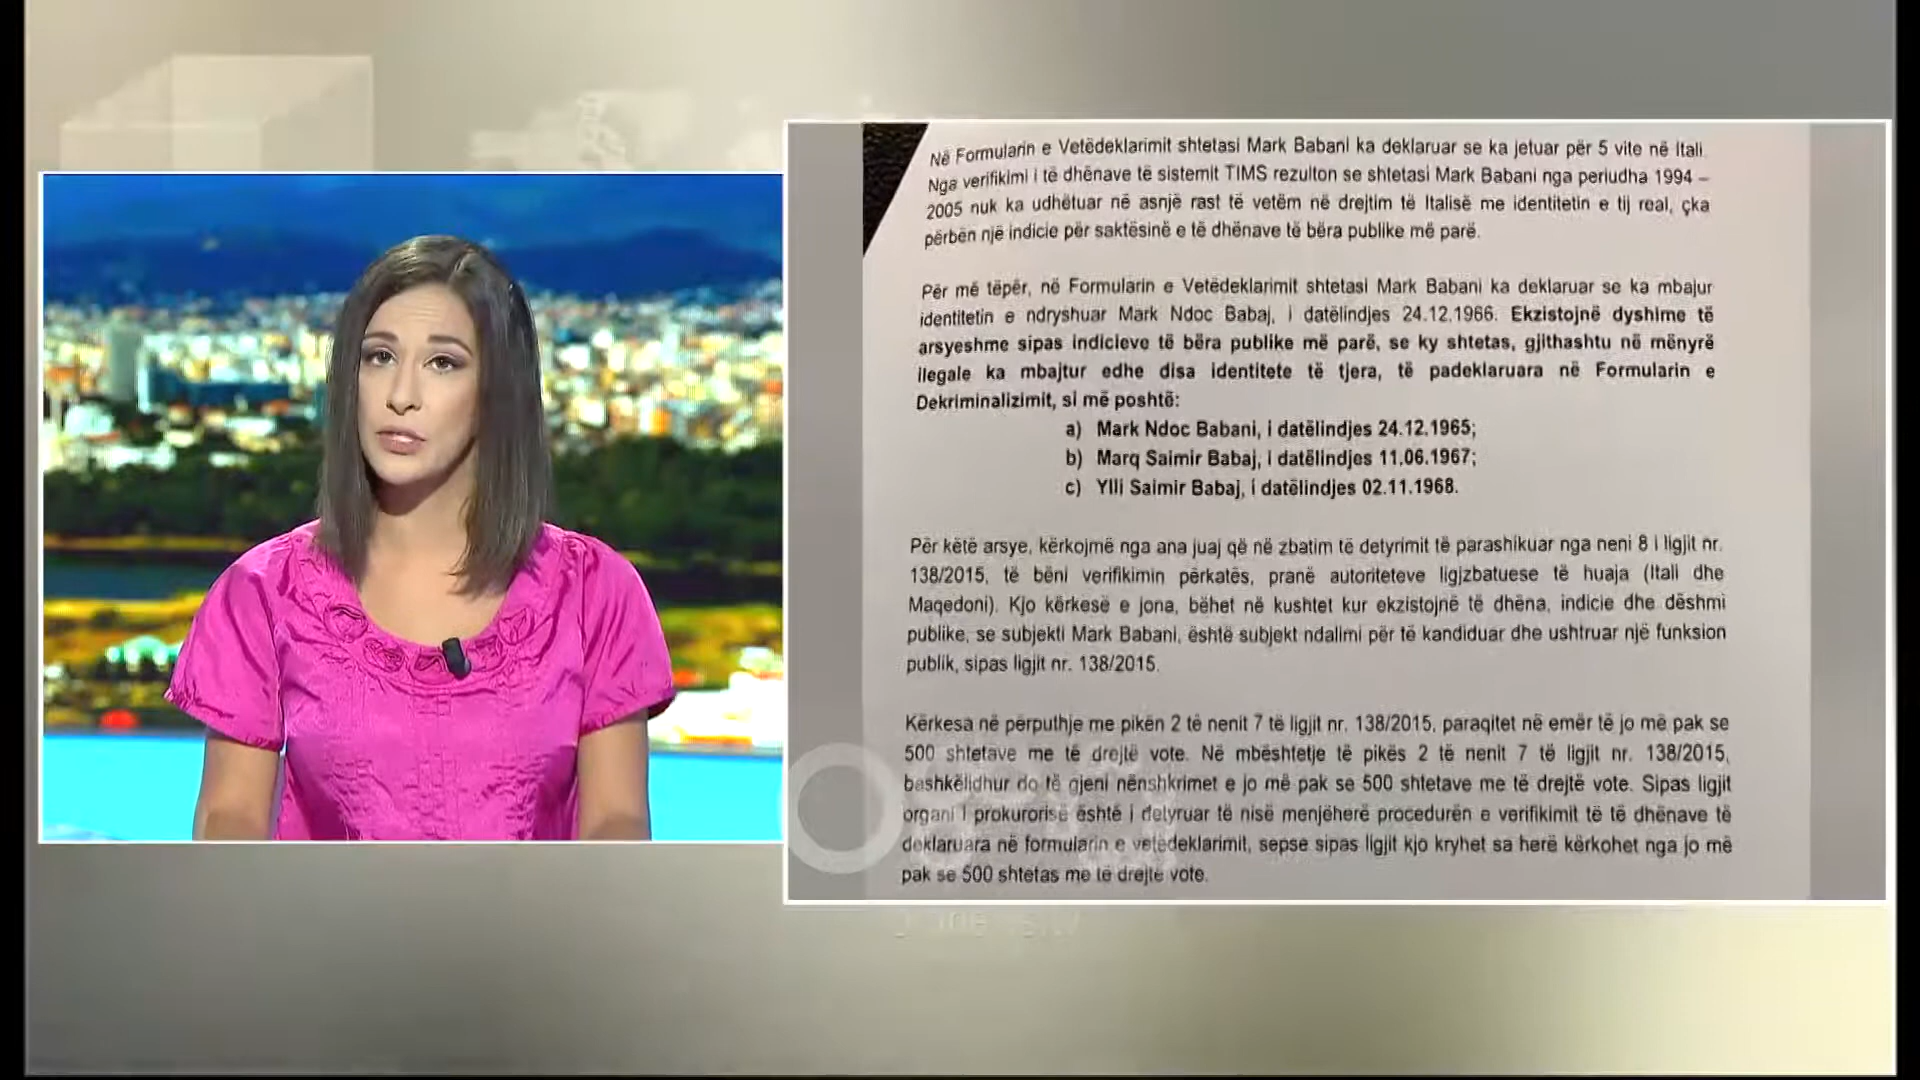 Në Formularin e Vetëdeklarimit shtetasi Mark Babani ka deklaruar se ka jetuar për 5 vite në Itali.
Nga verifikimi i të dhënave të sistemit TIMS rezulton se shtetasi Mark Babani nga periudha 1994 –
2005 nuk ka udhëtuar në asnjë rast të vetëm në drejtim të Italisë me identitetin e tij real, çka
përbën një indicie për saktësinë e të dhënave të bëra publike më parë.
Për më tëpër, në Formularin e Vetëdeklarimit shtetasi Mark Babani ka deklaruar se ka mbajur
identitetin e ndryshuar Mark Ndoc Babaj, i datëlindjes 24.12.1966. Ekzistojnë dyshime të
arsyeshme sipas indicieve të bëra publike më parë, se ky shtetas, gjithashtu në mënyrë
ilegale ka mbajtur edhe disa identitete të tjera, të padeklaruara në Formularin e
Dekriminalizimit, si më poshtë:
a) Mark Ndoc Babani, i datëlindjes 24.12.1965;
b) Marq Saimir Babaj, i datëlindjes 11.06.1967;
c) Ylli Saimir Babaj, i datëlindjes 02.11.1968.
Për këtë arsye, kërkojmë nga ana juaj që në zbatim të detyrimit të parashikuar nga neni 8 i ligjit nr.
138/2015, të bëni verifikimin përkatës, pranë autoriteteve ligjzbatuese të huaja (Itali dhe
Maqedoni). Kjo kërkesë e jona, bëhet në kushtet kur ekzistojnë të dhëna, indicie dhe dëshmi
publike, se subjekti Mark Babani, është subjekt ndalimi për të kandiduar dhe ushtruar një funksion
publik, sipas ligjit nr. 138/2015.
Kërkesa në përputhje me pikën 2 të nenit 7 të ligjit nr. 138/2015, paraqitet në emër të jo më pak se
500 shtetave me të drejtë vote. Në mbështetje të pikës 2 të nenit 7 të ligjit nr. 138/2015,
bashkëlidhur do të gjeni nënshkrimet e jo më pak se 500 shtetave me të drejtë vote. Sipas ligjit
organi i prokurorisë është i detyruar të nisë menjëherë procedurën e verifikimit të të dhënave të
deklaruara në formularin e vetëdeklarimit, sepse sipas ligjit kjo kryhet sa herë kërkohet nga jo më
pak se 500 shtetas me të drejtë vote.